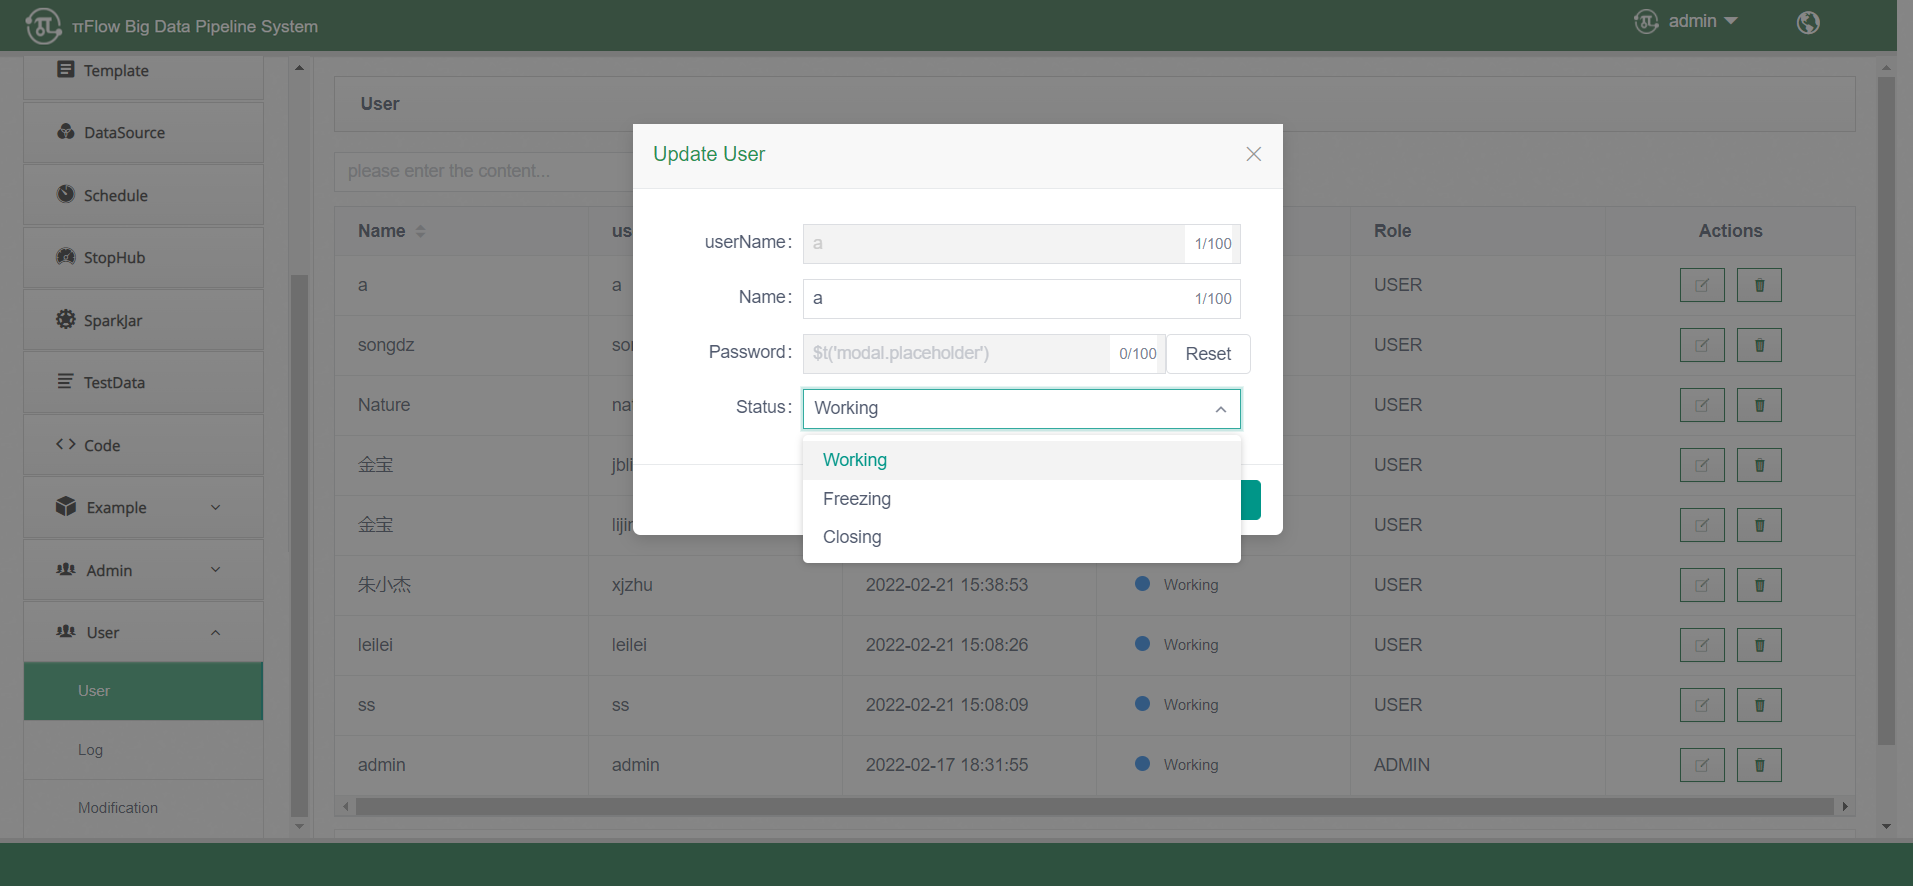 πFlow Big Data Pipeline System
admin
Template
DataSource
Schedule
StopHub
SparkJar
TestData
Code
Example
Admin
User
User
Log
Modification
User
please enter the content...
Name us Role Actions
a a USER
songdz USER
Nature USER
金宝 USER
金宝 USER
朱小杰 xjzhu 2022-02-21 15:38:53 Working USER
leilei leilei 2022-02-21 15:08:26 Working USER
ss ss 2022-02-21 15:08:09 Working USER
admin admin 2022-02-17 18:31:55 Working ADMIN
Update User
userName: a 1/100
Name: a 1/100
Password: $t('modal.placeholder') 0/100 Reset
Status: Working
Working
Freezing
Closing